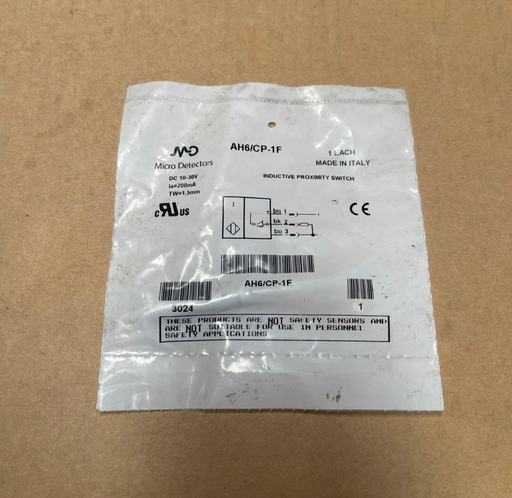 AH6/CP-1F
1 EACH
MADE IN ITALY
Micro Detectors
DC 10-30V
Ia=200mA
TW=1,5mm
INDUCTIVE PROXIMITY SWITCH
c RU US
1
bn 1
bk 2
bu 3
CE
AH6/CP-1F
3024
1
THESE PRODUCTS ARE NOT SAFETY SENSORS AND
ARE NOT SUITABLE FOR USE IN PERSONNEL
SAFETY APPLICATIONS